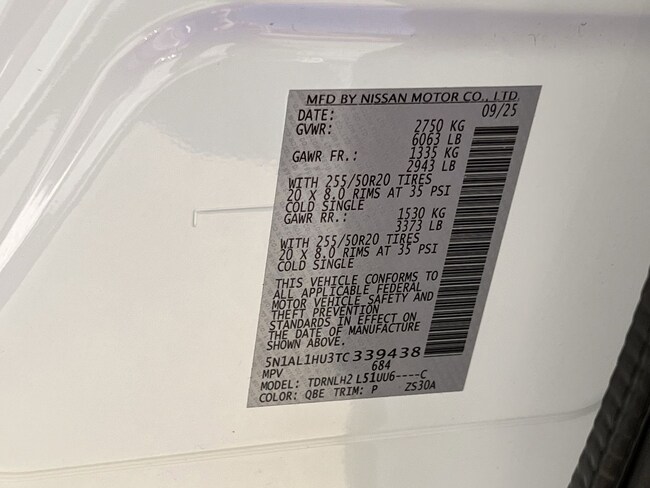 MFD BY NISSAN MOTOR CO., LTD.
DATE: 09/25
GVWR: 2750 KG
6063 LB
GAWR FR.: 1335 KG
2943 LB
WITH 255/50R20 TIRES
20 X 8.0 RIMS AT 35 PSI
COLD SINGLE
GAWR RR.: 1530 KG
3373 LB
WITH 255/50R20 TIRES
20 X 8.0 RIMS AT 35 PSI
COLD SINGLE
THIS VEHICLE CONFORMS TO
ALL APPLICABLE FEDERAL
MOTOR VEHICLE SAFETY AND
THEFT PREVENTION
STANDARDS IN EFFECT ON
THE DATE OF MANUFACTURE
SHOWN ABOVE.
5N1AL1HU3TC339438
MPV 684
MODEL: TDRNLH2 L51UU6----C
COLOR: QBE TRIM: P ZS30A